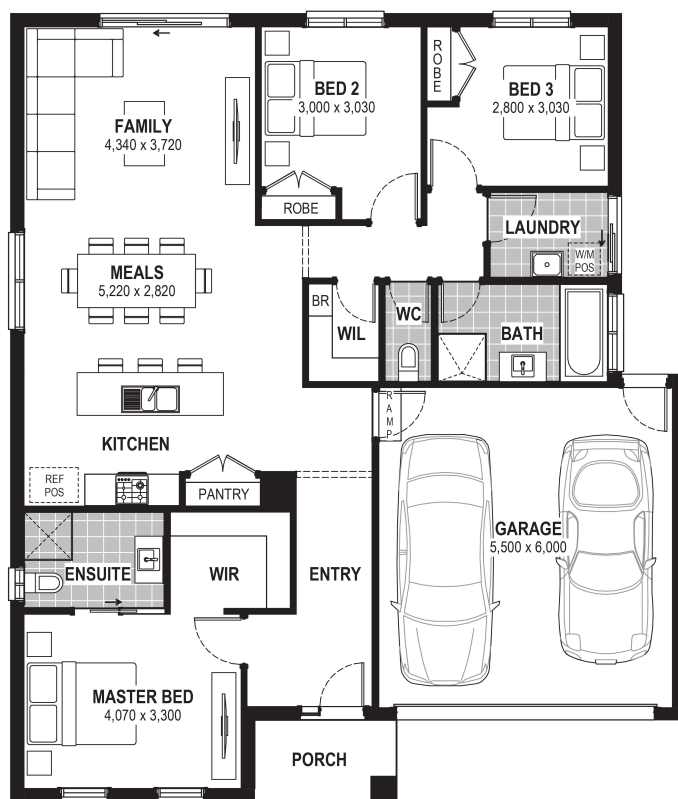 FAMILY
4,340 x 3,720
BED 2
3,000 x 3,030
ROBE
ROBE
BED 3
2,800 x 3,030
LAUNDRY
W/M
POS
MEALS
5,220 x 2,820
BR
WIL
WC
BATH
KITCHEN
REF
POS
PANTRY
RAMP
GARAGE
5,500 x 6,000
ENSUITE
WIR
ENTRY
MASTER BED
4,070 x 3,300
PORCH